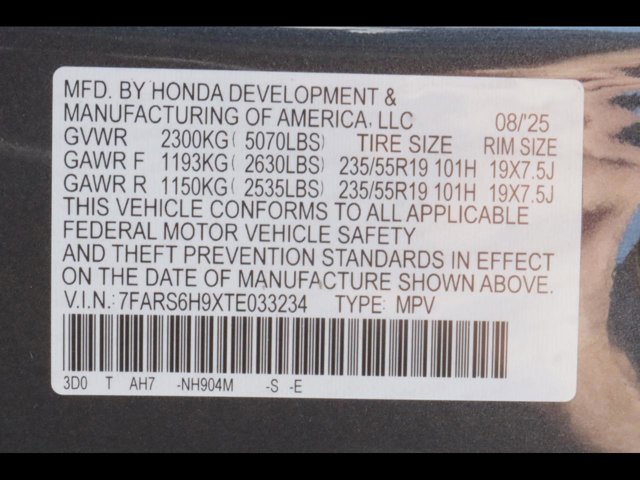 MFD. BY HONDA DEVELOPMENT &
MANUFACTURING OF AMERICA, LLC 08/'25
GVWR 2300KG( 5070LBS) TIRE SIZE RIM SIZE
GAWR F 1193KG( 2630LBS) 235/55R19 101H 19X7.5J
GAWR R 1150KG( 2535LBS) 235/55R19 101H 19X7.5J
THIS VEHICLE CONFORMS TO ALL APPLICABLE
FEDERAL MOTOR VEHICLE SAFETY
AND THEFT PREVENTION STANDARDS IN EFFECT
ON THE DATE OF MANUFACTURE SHOWN ABOVE.
V.I.N.: 7FARS6H9XTE033234 TYPE: MPV
3D0 T AH7 -NH904M -S -E